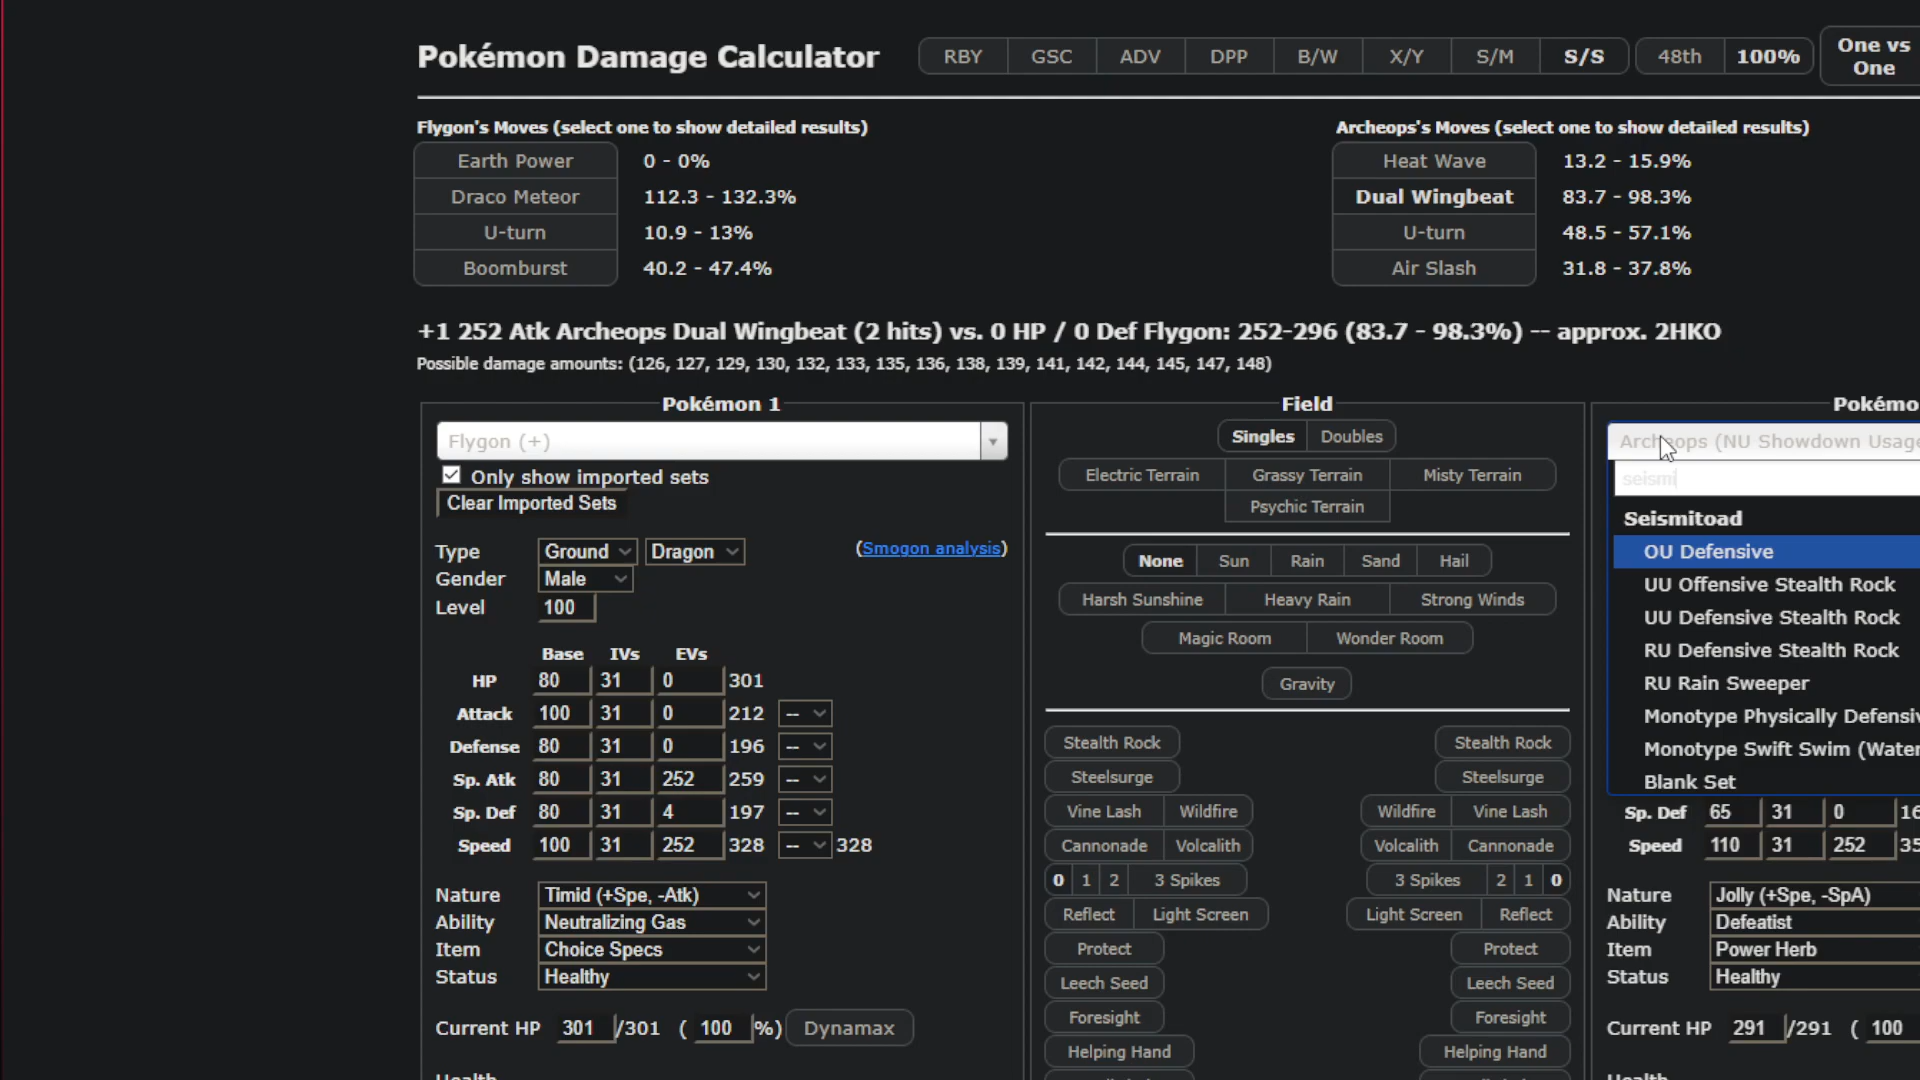 Pokémon Damage Calculator RBY GSC ADV DPP B/W X/Y S/M S/S 48th 100% One vs One
Flygon's Moves (select one to show detailed results)
Earth Power 0 - 0%
Draco Meteor 112.3 - 132.3%
U-turn 10.9 - 13%
Boomburst 40.2 - 47.4%
Archeops's Moves (select one to show detailed results)
Heat Wave 13.2 - 15.9%
Dual Wingbeat 83.7 - 98.3%
U-turn 48.5 - 57.1%
Air Slash 31.8 - 37.8%
+1 252 Atk Archeops Dual Wingbeat (2 hits) vs. 0 HP / 0 Def Flygon: 252-296 (83.7 - 98.3%) -- approx. 2HKO
Possible damage amounts: (126, 127, 129, 130, 132, 133, 135, 136, 138, 139, 141, 142, 144, 145, 147, 148)
Pokémon 1
Flygon (+)
Only show imported sets
Clear Imported Sets
Type Ground Dragon (Smogon analysis)
Gender Male
Level 100
Base IVs EVs
HP 80 31 0 301
Attack 100 31 0 212 --
Defense 80 31 0 196 --
Sp. Atk 80 31 252 259 --
Sp. Def 80 31 4 197 --
Speed 100 31 252 328 -- 328
Nature Timid (+Spe, -Atk)
Ability Neutralizing Gas
Item Choice Specs
Status Healthy
Current HP 301/301 ( 100 %) Dynamax
Field
Singles Doubles
Electric Terrain Grassy Terrain Misty Terrain
Psychic Terrain
None Sun Rain Sand Hail
Harsh Sunshine Heavy Rain Strong Winds
Magic Room Wonder Room
Gravity
Stealth Rock Stealth Rock
Steelsurge Steelsurge
Vine Lash Wildfire Wildfire Vine Lash
Cannonade Volcalith Volcalith Cannonade
0 1 2 3 Spikes 3 Spikes 2 1 0
Reflect Light Screen Light Screen Reflect
Protect Protect
Leech Seed Leech Seed
Foresight Foresight
Helping Hand Helping Hand
Pokémo
Archeops (NU Showdown Usage
seismi
Seismitoad
OU Defensive
UU Offensive Stealth Rock
UU Defensive Stealth Rock
RU Defensive Stealth Rock
RU Rain Sweeper
Monotype Physically Defensiv
Monotype Swift Swim (Water
Blank Set
Sp. Def 65 31 0 16
Speed 110 31 252 35
Nature Jolly (+Spe, -SpA)
Ability Defeatist
Item Power Herb
Status Healthy
Current HP 291/291 ( 100